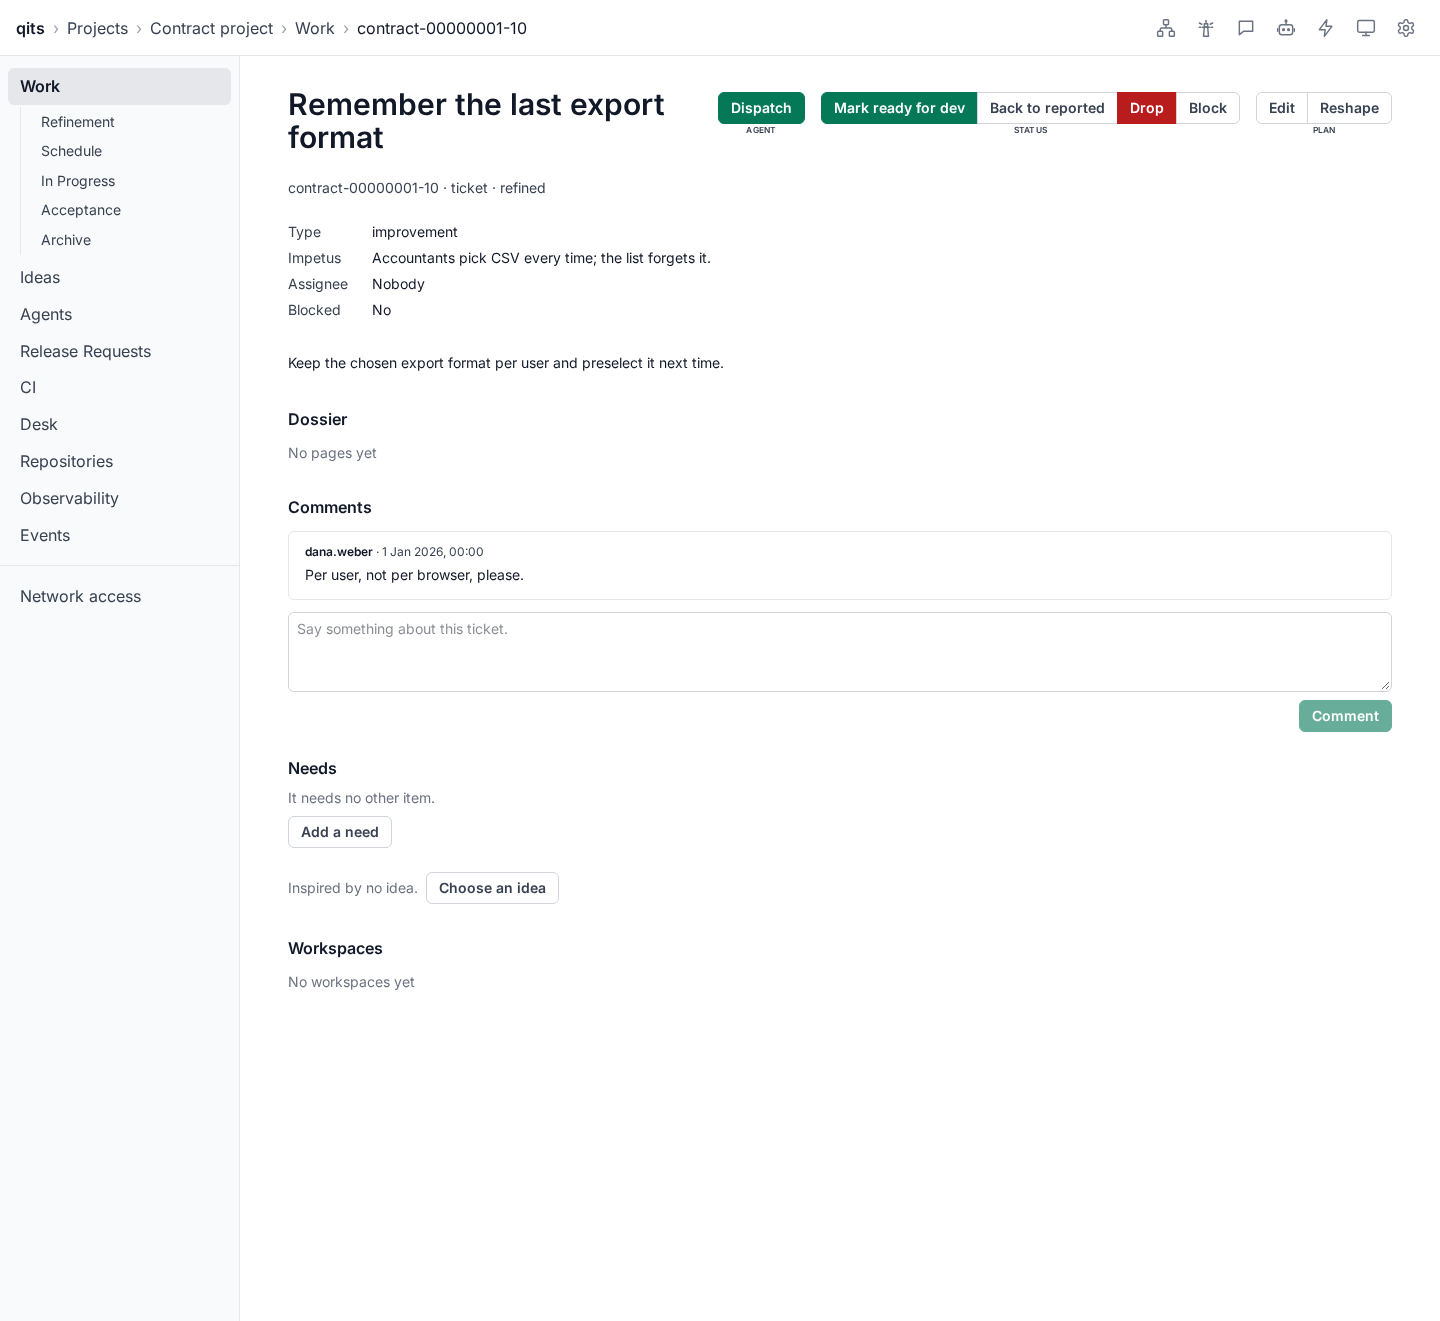 qits › Projects › Contract project › Work › contract-00000001-10
Work
Refinement
Schedule
In Progress
Acceptance
Archive
Ideas
Agents
Release Requests
CI
Desk
Repositories
Observability
Events
Network access
Remember the last export
format
Dispatch
AGENT
Mark ready for dev Back to reported Drop Block
STATUS
Edit Reshape
PLAN
contract-00000001-10 · ticket · refined
Type improvement
Impetus Accountants pick CSV every time; the list forgets it.
Assignee Nobody
Blocked No
Keep the chosen export format per user and preselect it next time.
Dossier
No pages yet
Comments
dana.weber · 1 Jan 2026, 00:00
Per user, not per browser, please.
Say something about this ticket.
Comment
Needs
It needs no other item.
Add a need
Inspired by no idea. Choose an idea
Workspaces
No workspaces yet